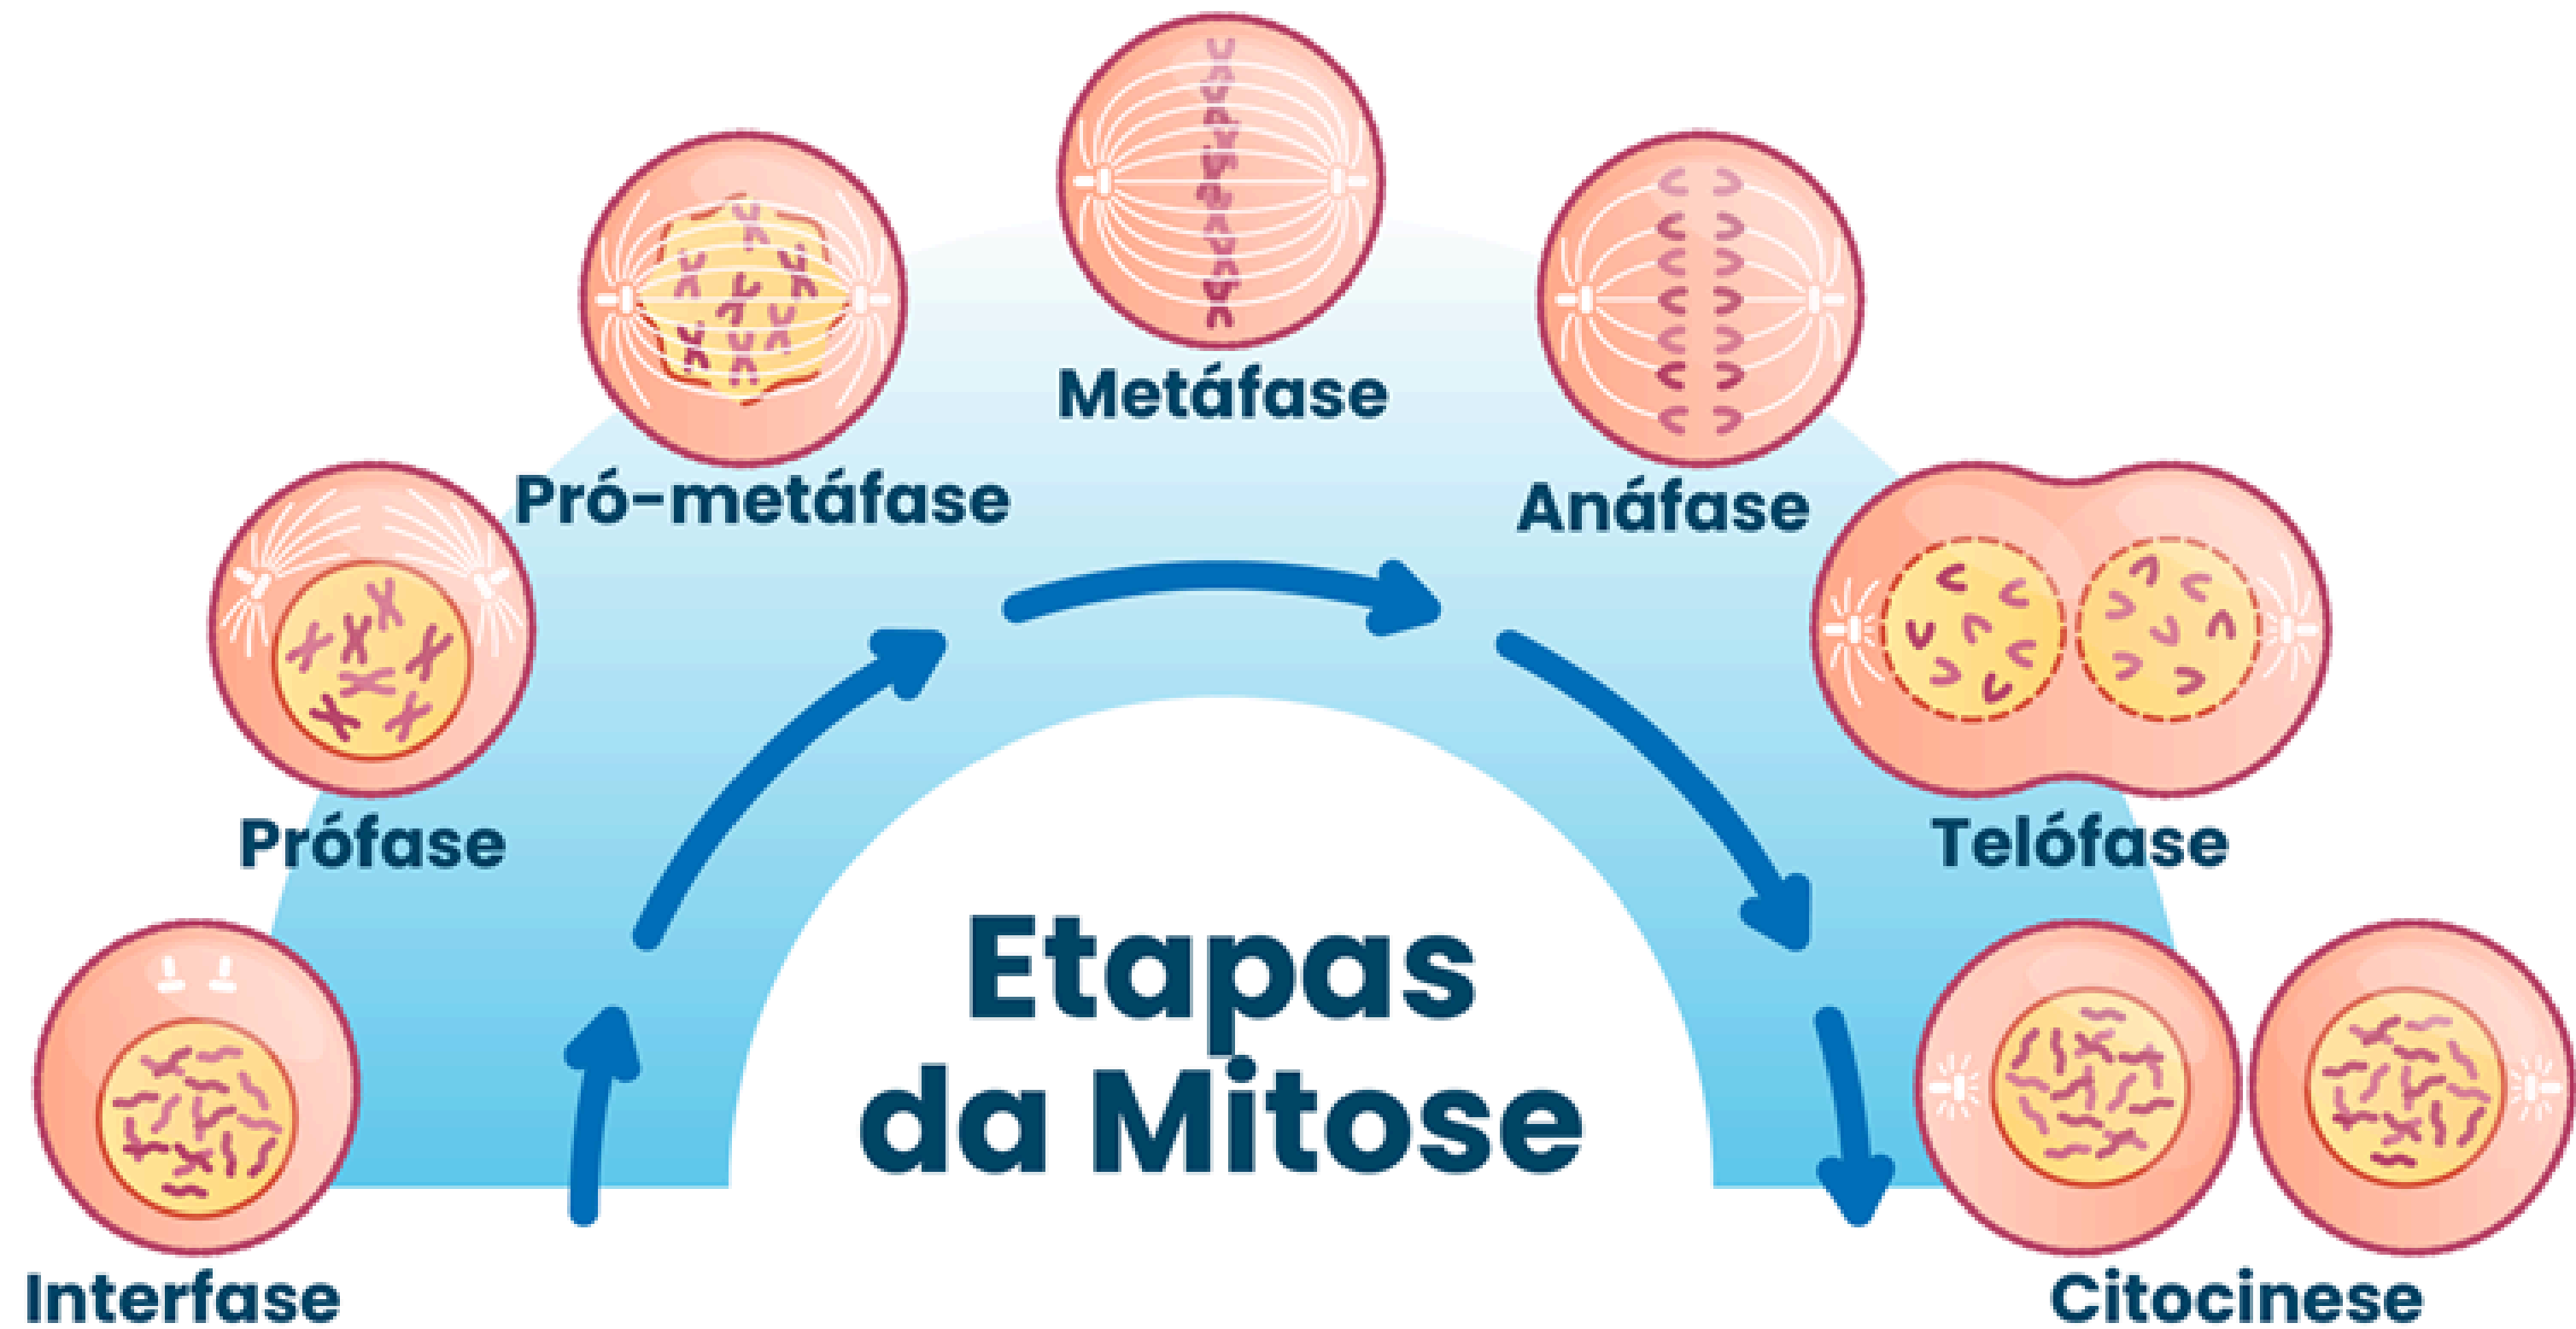 Interfase
Prófase
Pró-metáfase
Metáfase
Anáfase
Telófase
Citocinese
Etapas
da Mitose